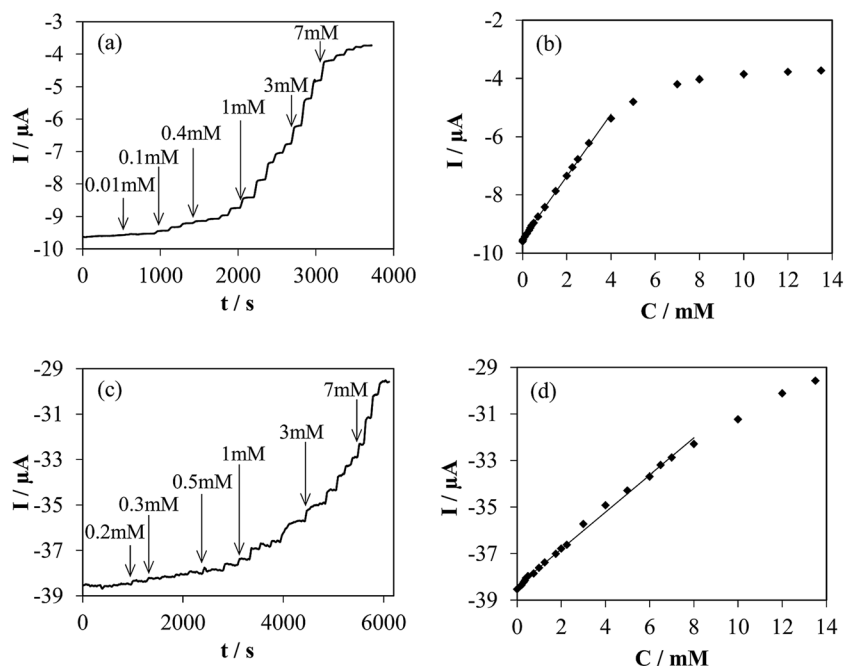 (a)
I / µA
-3
-4
-5
-6
-7
-8
-9
-10
0.01mM
0.1mM
0.4mM
1mM
3mM
7mM
0 1000 2000 3000 4000
t / s
(b)
I / µA
-2
-4
-6
-8
-10
0 2 4 6 8 10 12 14
C / mM
(c)
I / µA
-29
-31
-33
-35
-37
-39
0.2mM
0.3mM
0.5mM
1mM
3mM
7mM
0 2000 4000 6000
t / s
(d)
I / µA
-29
-31
-33
-35
-37
-39
0 2 4 6 8 10 12 14
C / mM